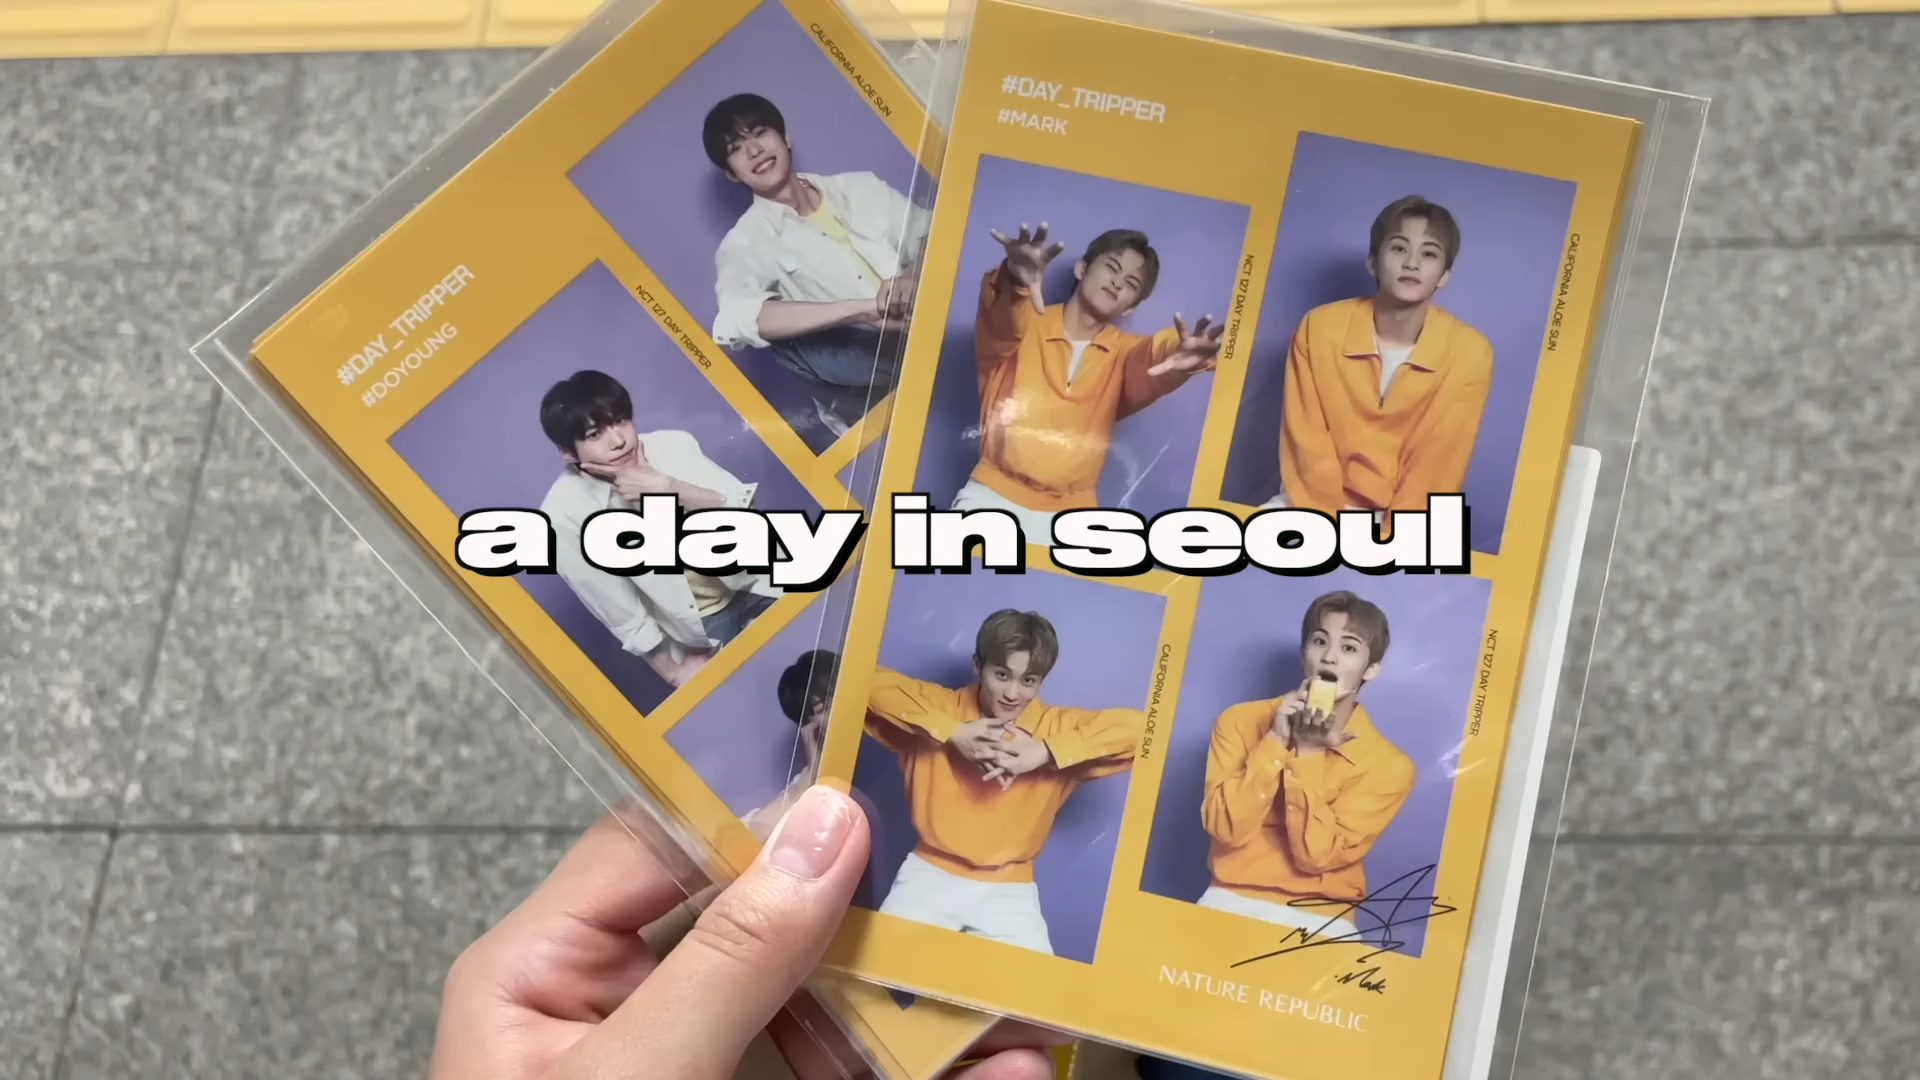 CALIFORNIA ALOE SUN
#DAY_TRIPPER
#DOYOUNG
NCT 127 DAY TRIPPER
#DAY_TRIPPER
#MARK
NCT 127 DAY TRIPPER
CALIFORNIA ALOE SUN
a day in seoul
CALIFORNIA ALOE SUN
NCT 127 DAY TRIPPER
Mark
NATURE REPUBLIC